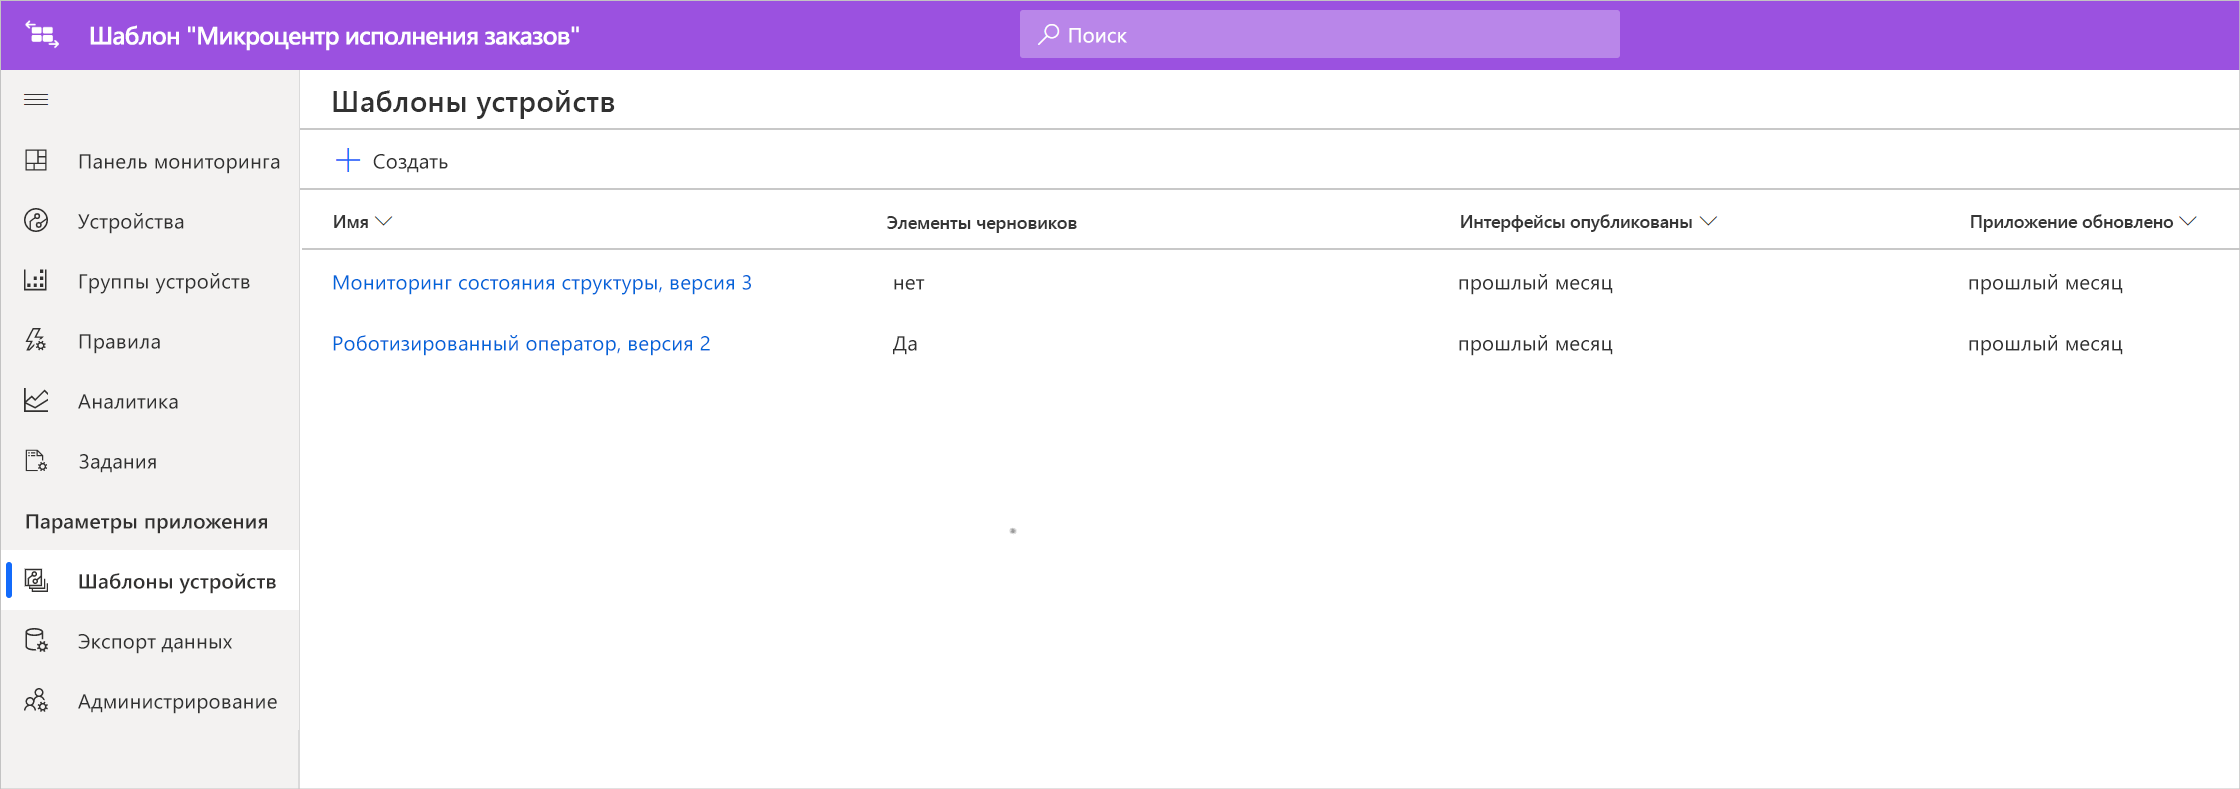 Шаблон "Микроцентр исполнения заказов"
Поиск
Панель мониторинга
Устройства
Группы устройств
Правила
Аналитика
Задания
Параметры приложения
Шаблоны устройств
Экспорт данных
Администрирование
Шаблоны устройств
Создать
Имя Элементы черновиков Интерфейсы опубликованы Приложение обновлено
Мониторинг состояния структуры, версия 3 нет прошлый месяц прошлый месяц
Роботизированный оператор, версия 2 Да прошлый месяц прошлый месяц